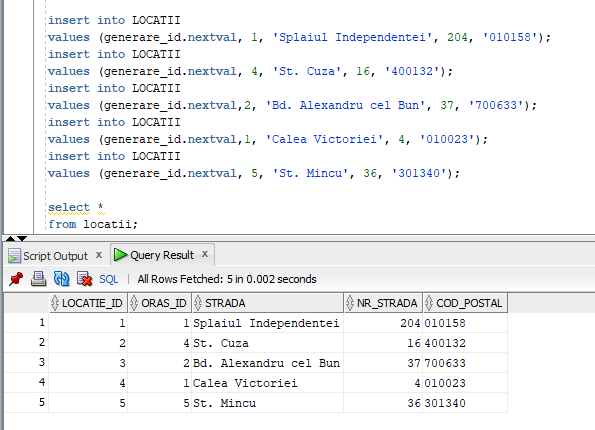 insert into LOCATII
values (generare_id.nextval, 1, 'Splaiul Independentei', 204, '010158');
insert into LOCATII
values (generare_id.nextval, 4, 'St. Cuza', 16, '400132');
insert into LOCATII
values (generare_id.nextval,2, 'Bd. Alexandru cel Bun', 37, '700633');
insert into LOCATII
values (generare_id.nextval,1, 'Calea Victoriei', 4, '010023');
insert into LOCATII
values (generare_id.nextval, 5, 'St. Mincu', 36, '301340');
select *
from locatii;
Script Output x Query Result x
SQL | All Rows Fetched: 5 in 0.002 seconds
LOCATIE_ID ORAS_ID STRADA NR_STRADA COD_POSTAL
1 1 1 Splaiul Independentei 204 010158
2 2 4 St. Cuza 16 400132
3 3 2 Bd. Alexandru cel Bun 37 700633
4 4 1 Calea Victoriei 4 010023
5 5 5 St. Mincu 36 301340